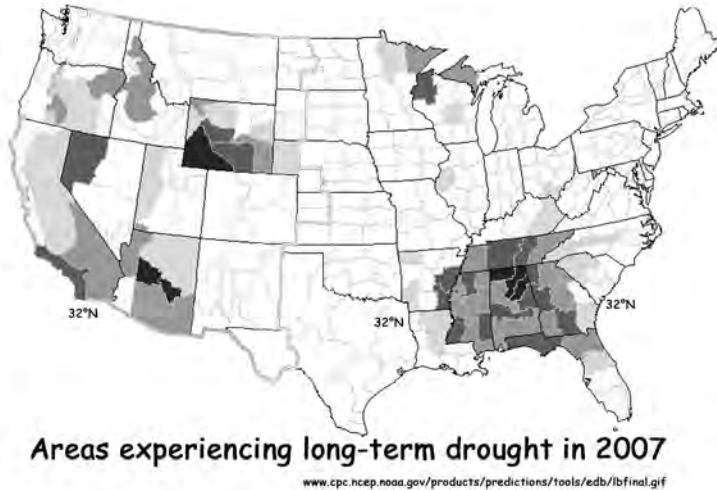 32°N
32°N
32°N
Areas experiencing long-term drought in 2007
www.cpc.ncep.noaa.gov/products/predictions/tools/edb/lbfinal.gif